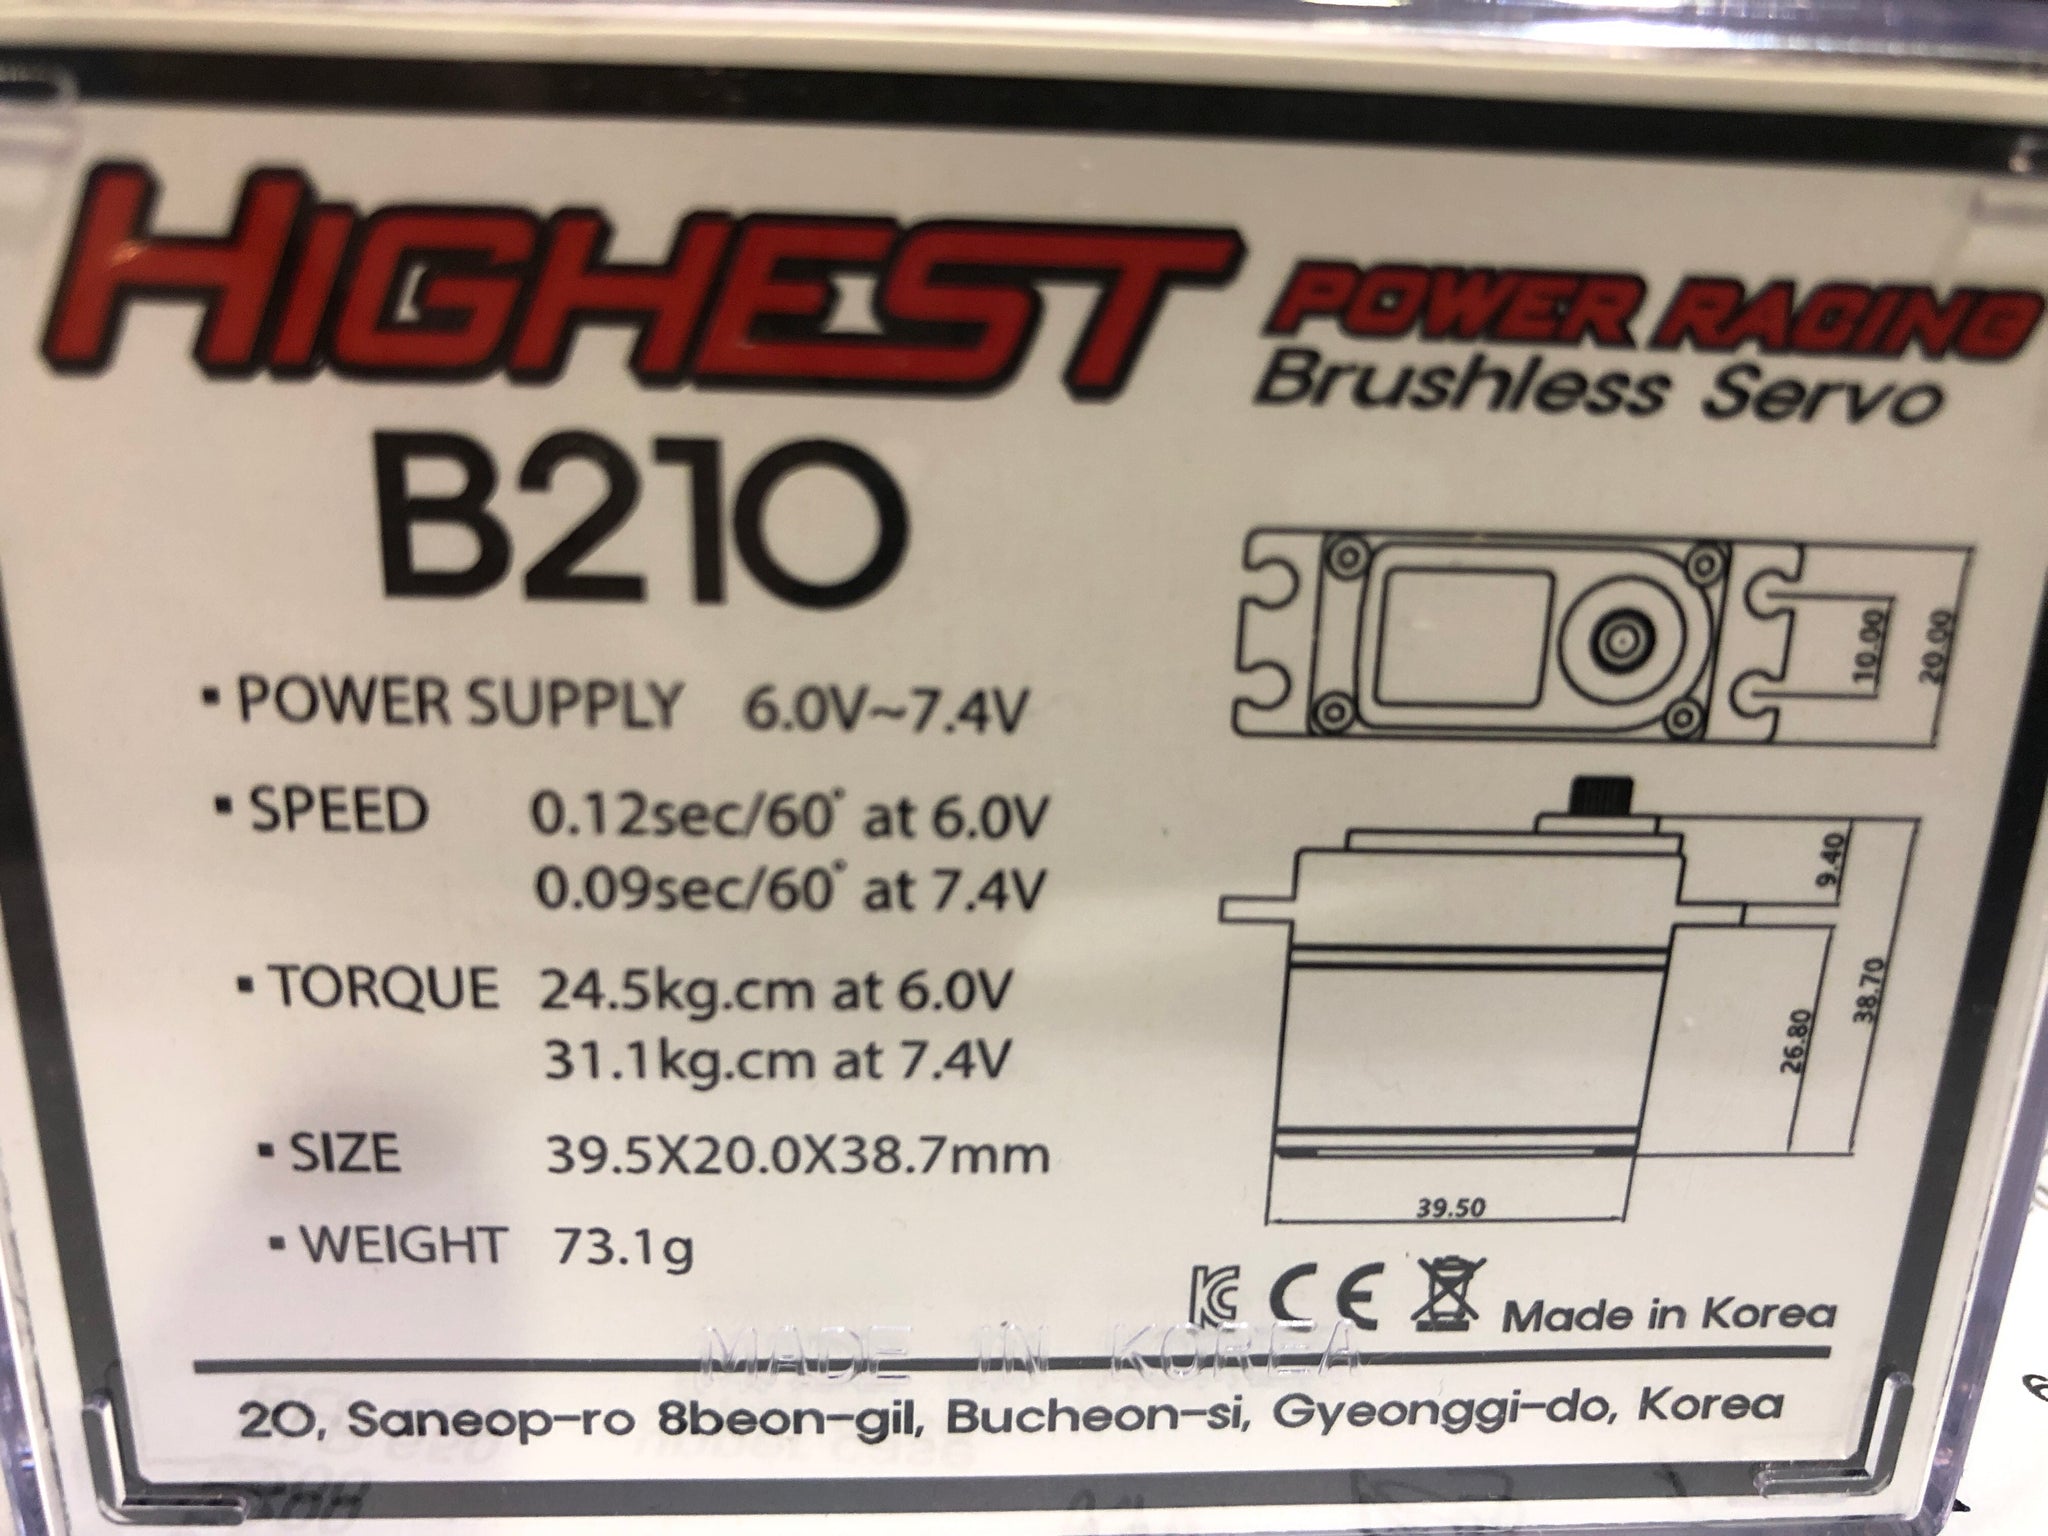 HIGHEST POWER RACING
Brushless Servo
B210
▪ POWER SUPPLY 6.0V~7.4V
▪ SPEED 0.12sec/60° at 6.0V
0.09sec/60° at 7.4V
▪ TORQUE 24.5kg.cm at 6.0V
31.1kg.cm at 7.4V
▪ SIZE 39.5X20.0X38.7mm
▪ WEIGHT 73.1g
10.00
20.00
9.40
38.70
26.80
39.50
KC CE Made in Korea
MADE IN KOREA
20, Saneop-ro 8beon-gil, Bucheon-si, Gyeonggi-do, Korea